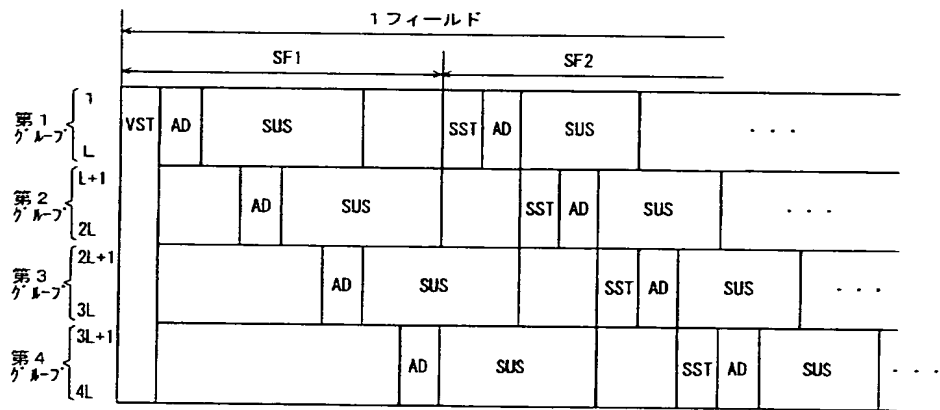 1フィールド
SF1 SF2
第1グループ 1 L VST AD SUS SST AD SUS ・・・
第2グループ L+1 2L AD SUS SST AD SUS ・・・
第3グループ 2L+1 3L AD SUS SST AD SUS ・・・
第4グループ 3L+1 4L AD SUS SST AD SUS ・・・